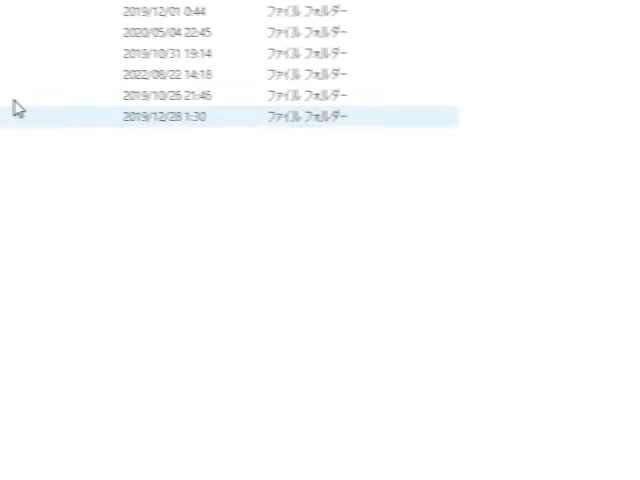 2019/12/01 0:44 ファイル フォルダー
2020/05/04 22:45 ファイル フォルダー
2019/10/31 19:14 ファイル フォルダー
2022/06/22 14:18 ファイル フォルダー
2019/10/26 21:46 ファイル フォルダー
2019/12/28 1:30 ファイル フォルダー